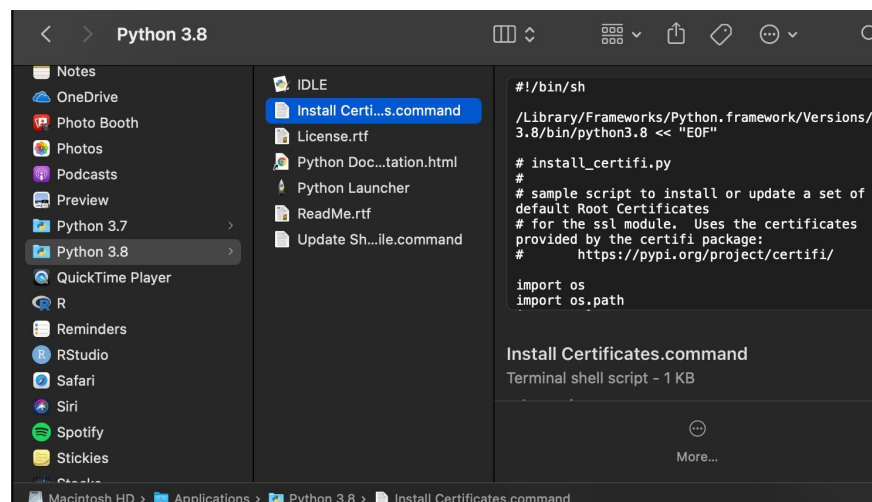 Python 3.8
Notes
OneDrive
Photo Booth
Photos
Podcasts
Preview
Python 3.7
Python 3.8
QuickTime Player
R
Reminders
RStudio
Safari
Siri
Spotify
Stickies
Stocks
IDLE
Install Certi...s.command
License.rtf
Python Doc...tation.html
Python Launcher
ReadMe.rtf
Update Sh...ile.command
#!/bin/sh
/Library/Frameworks/Python.framework/Versions/
3.8/bin/python3.8 << "EOF"
# install_certifi.py
#
# sample script to install or update a set of
default Root Certificates
# for the ssl module.  Uses the certificates
provided by the certifi package:
#       https://pypi.org/project/certifi/
import os
import os.path
Install Certificates.command
Terminal shell script - 1 KB
More...
Macintosh HD > Applications > Python 3.8 > Install Certificates.command